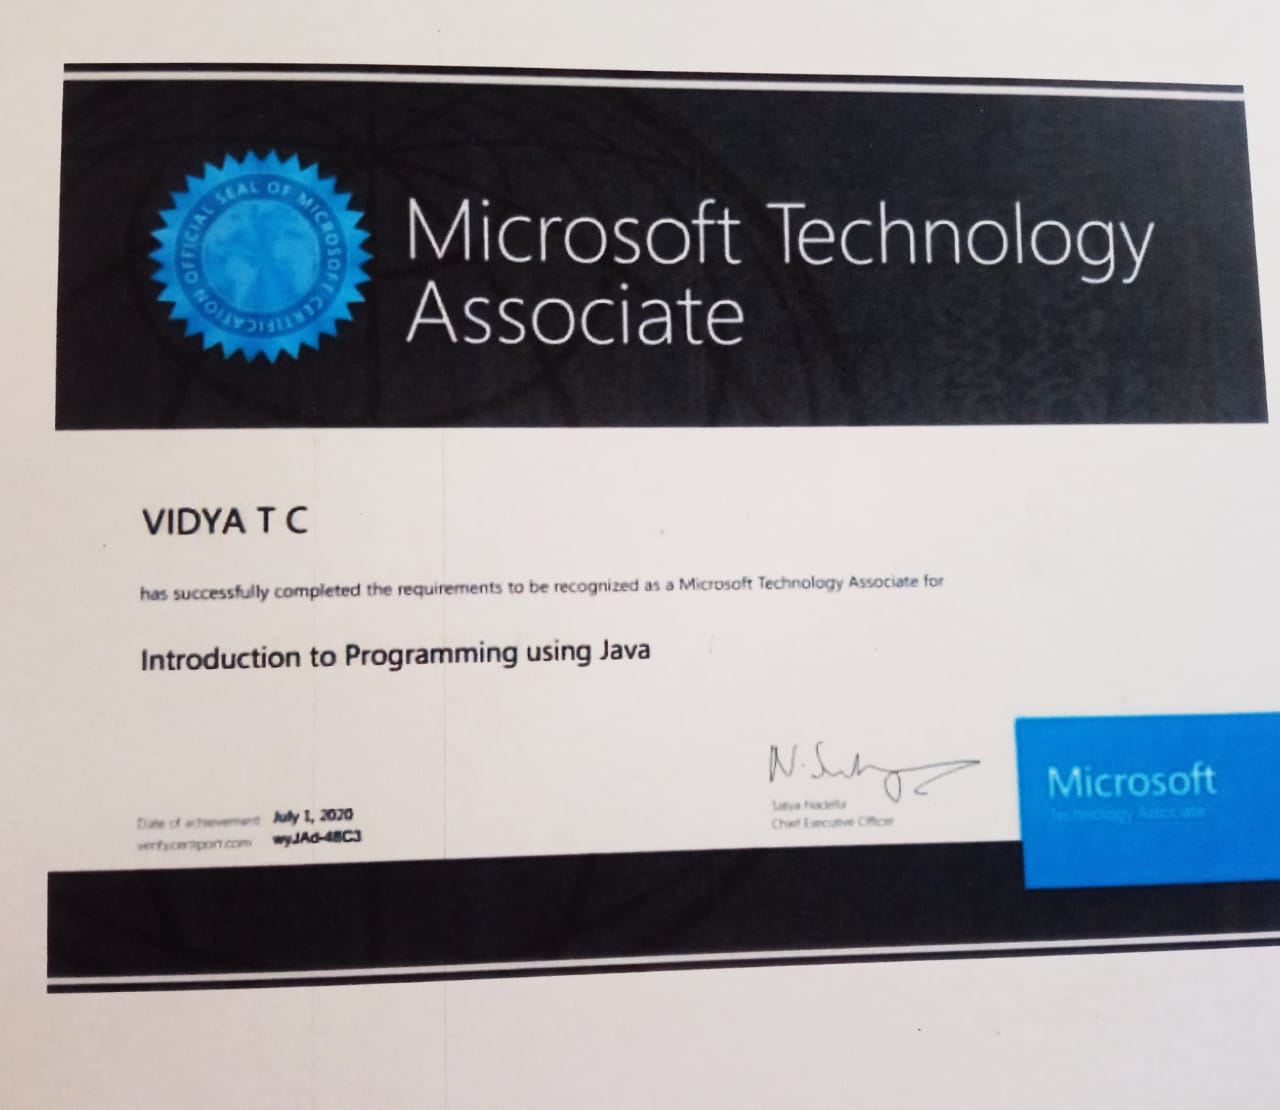 OFFICIAL SEAL OF MICROSOFT CERTIFICATION
Microsoft Technology
Associate
VIDYA T C
has successfully completed the requirements to be recognized as a Microsoft Technology Associate for
Introduction to Programming using Java
Satya Nadella
Chief Executive Officer
Date of achievement July 1, 2020
verify.certiport.com wyJAd-48C3
Microsoft
Technology Associate